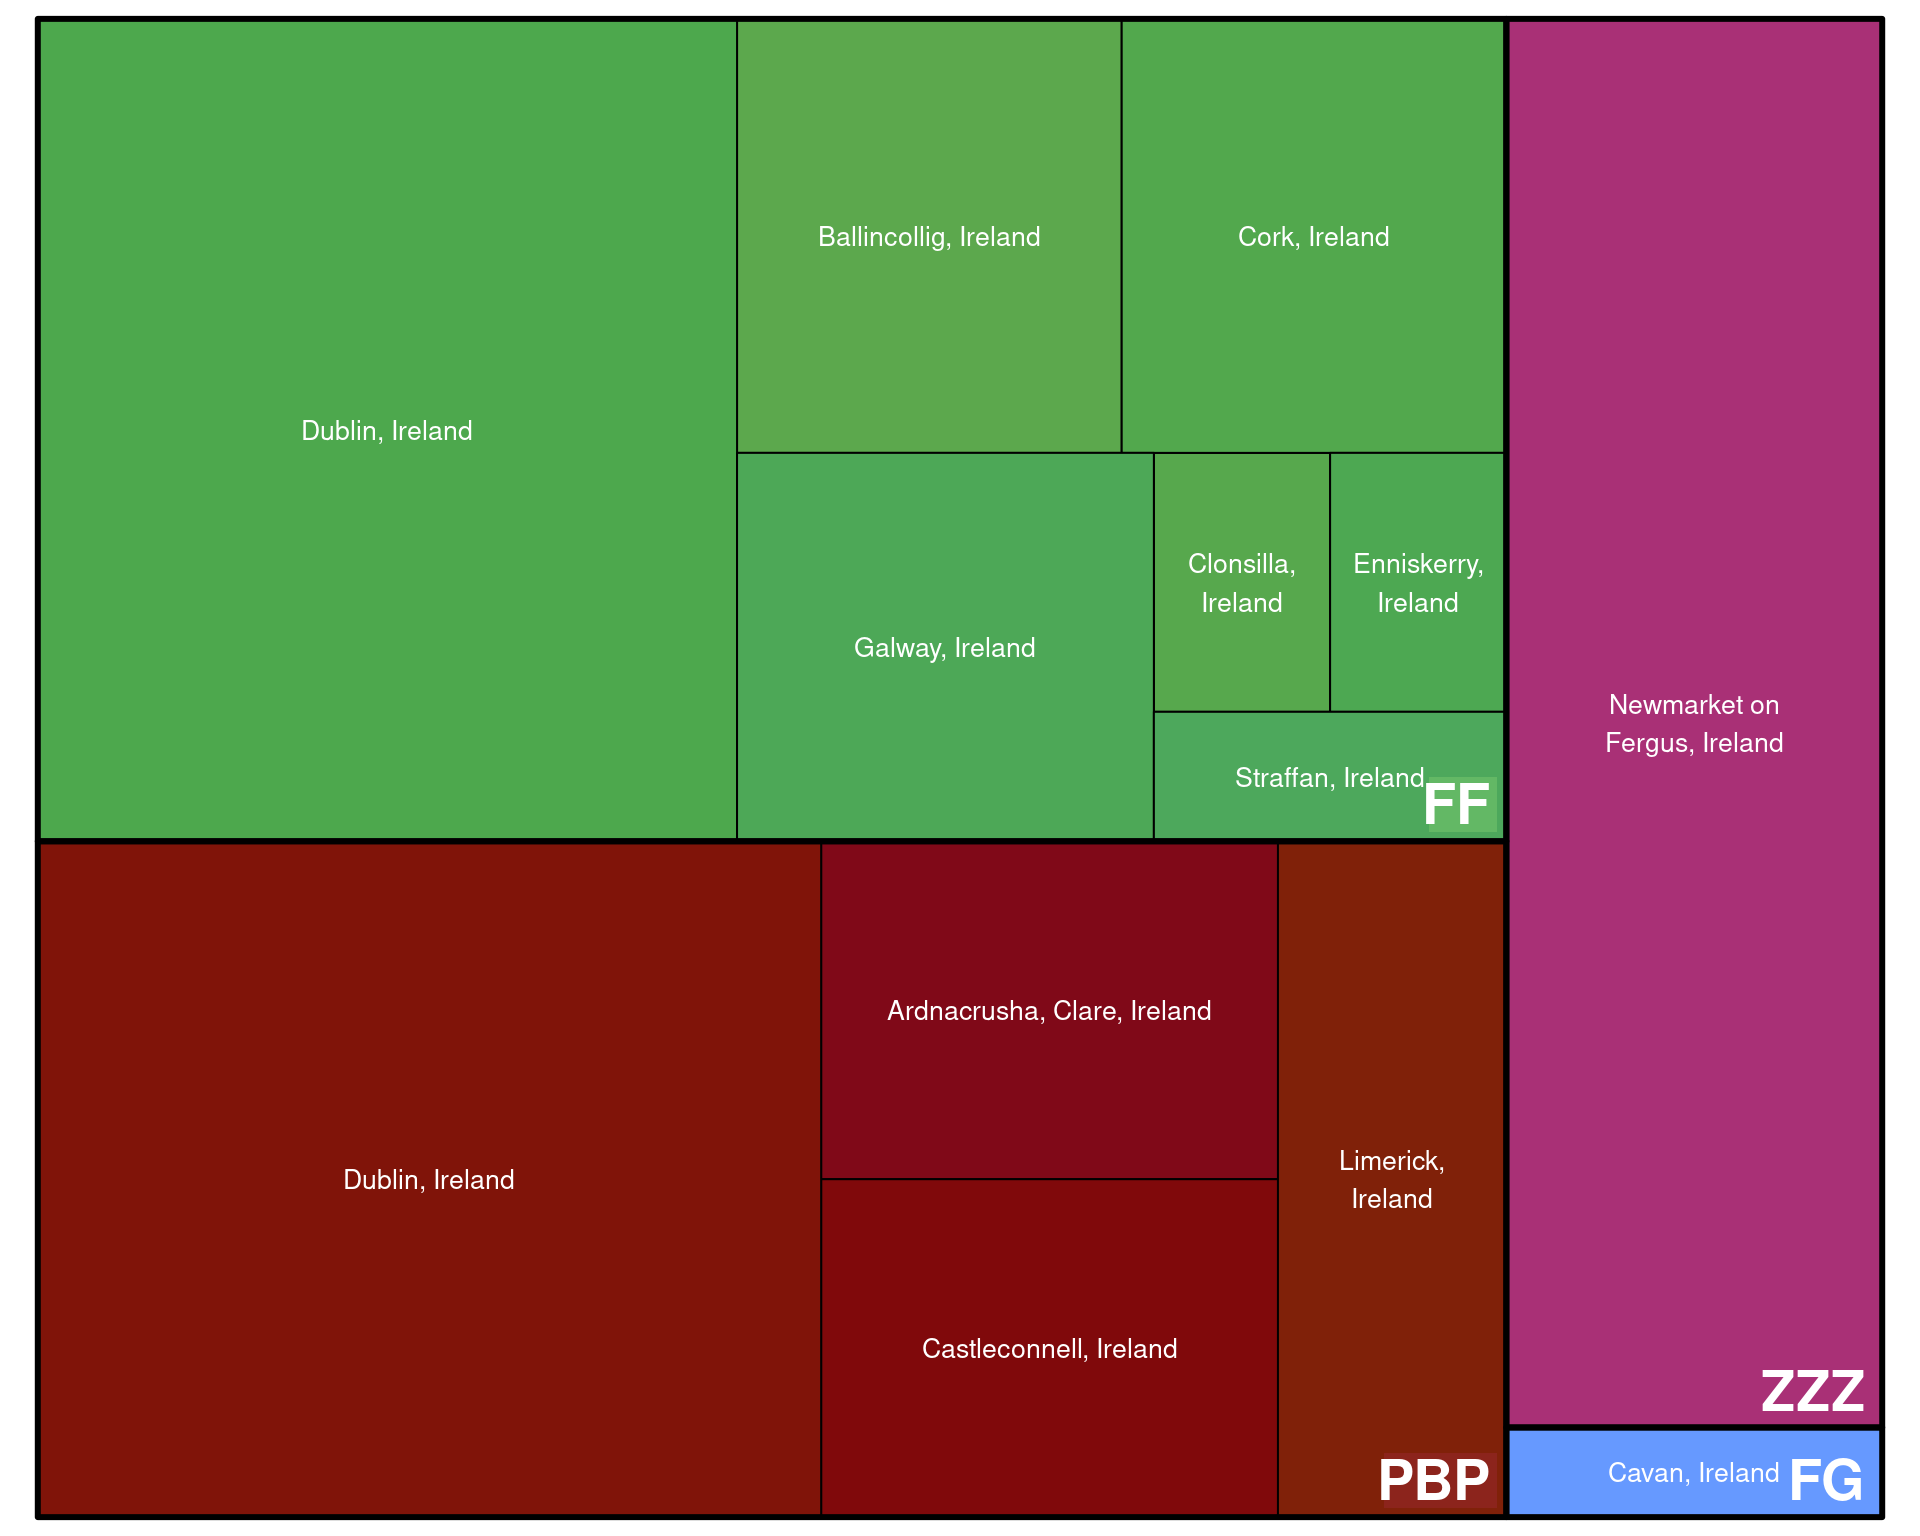 Dublin, Ireland
Ballincollig, Ireland
Cork, Ireland
Galway, Ireland
Clonsilla,
Ireland
Enniskerry,
Ireland
Straffan, Ireland
FF
Dublin, Ireland
Ardnacrusha, Clare, Ireland
Castleconnell, Ireland
Limerick,
Ireland
PBP
Newmarket on
Fergus, Ireland
ZZZ
Cavan, Ireland
FG